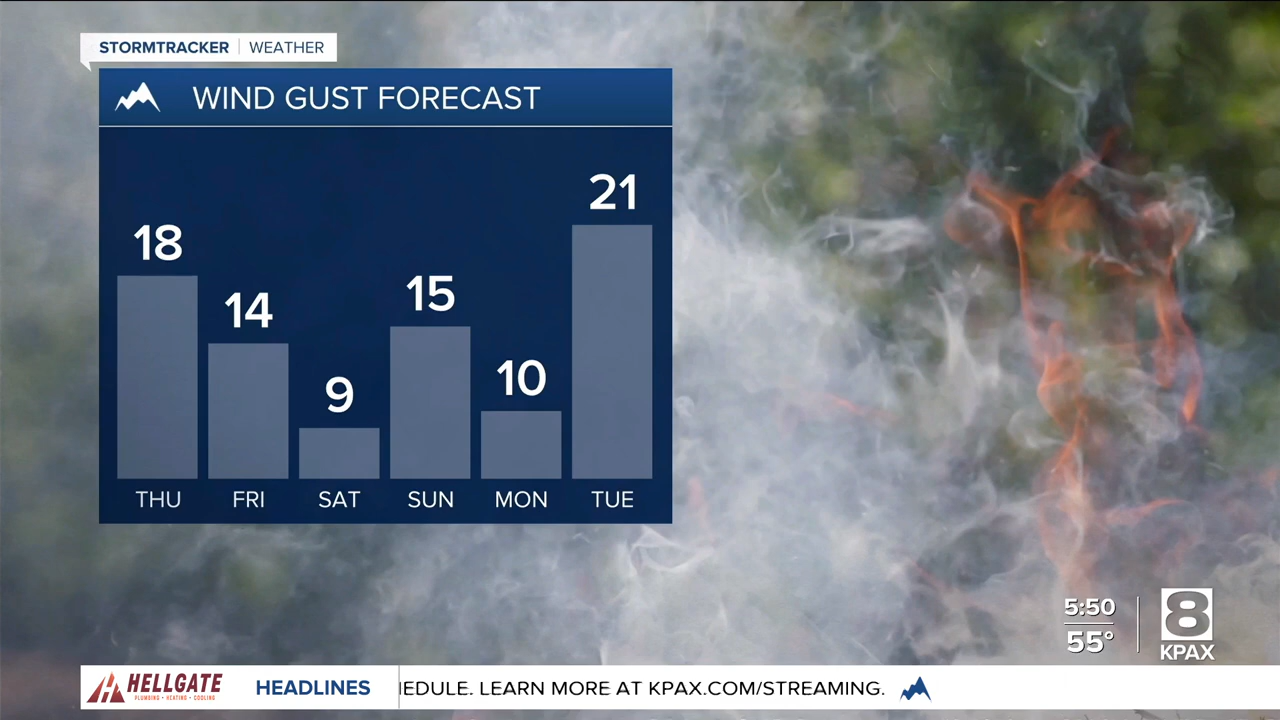 STORMTRACKER | WEATHER
WIND GUST FORECAST
18
14
9
15
10
21
THU
FRI
SAT
SUN
MON
TUE
5:50
55°
8
KPAX
HELLGATE
PLUMBING • HEATING • COOLING
HEADLINES
EDULE. LEARN MORE AT KPAX.COM/STREAMING.